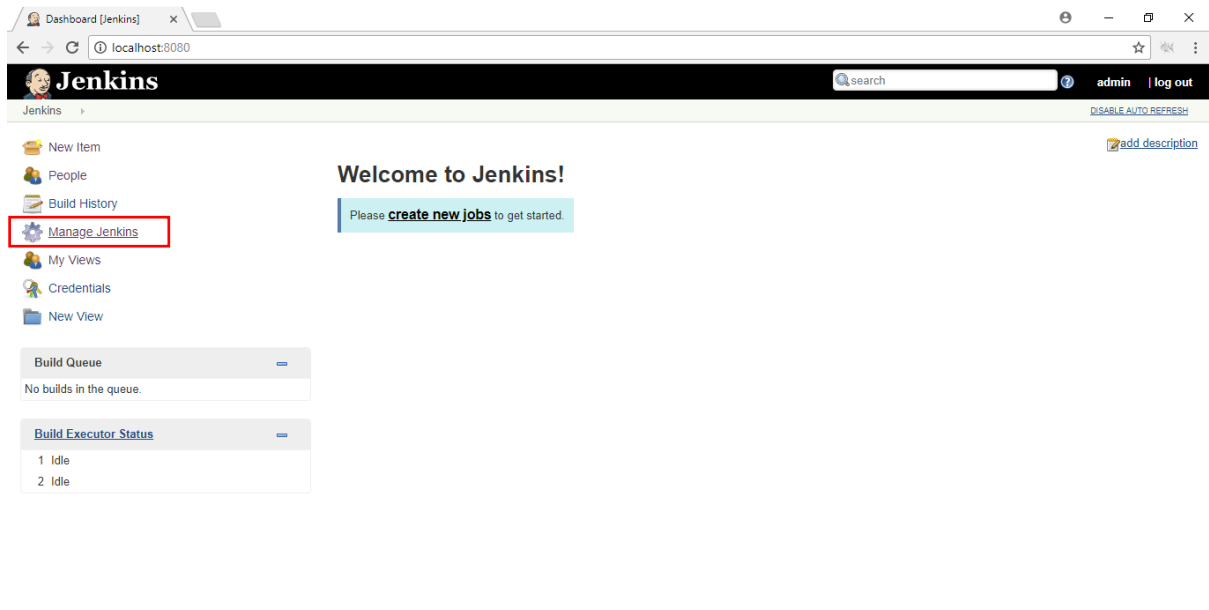 Dashboard [Jenkins]
localhost:8080
Jenkins
search
admin | log out
Jenkins
DISABLE AUTO REFRESH
New Item
People
Build History
Manage Jenkins
My Views
Credentials
New View
add description
Welcome to Jenkins!
Please create new jobs to get started.
Build Queue
No builds in the queue.
Build Executor Status
1 Idle
2 Idle